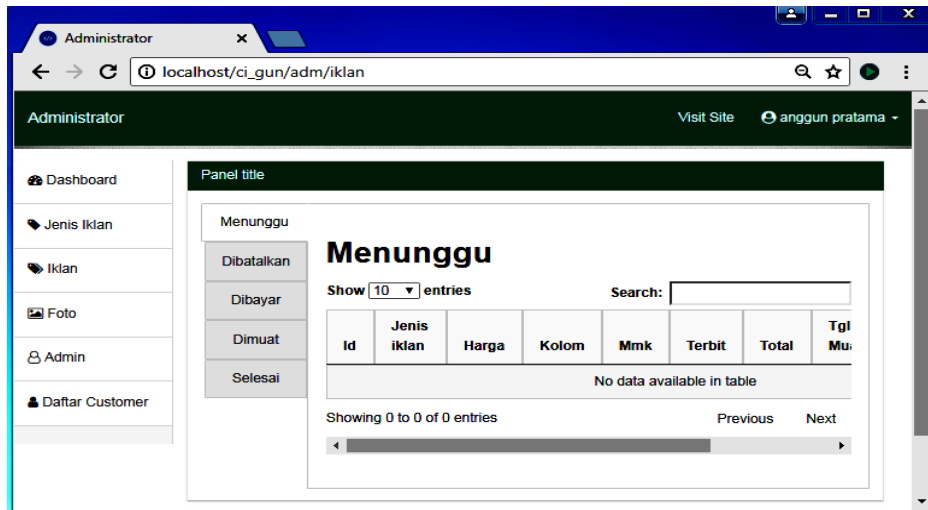 Administrator
localhost/ci_gun/adm/iklan
Administrator
Visit Site
anggun pratama
Dashboard
Jenis Iklan
Iklan
Foto
Admin
Daftar Customer
Panel title
Menunggu
Dibatalkan
Dibayar
Dimuat
Selesai
Menunggu
Show 10 entries
Search:
Id
Jenis
iklan
Harga
Kolom
Mmk
Terbit
Total
Tgl
No data available in table
Showing 0 to 0 of 0 entries
Previous
Next